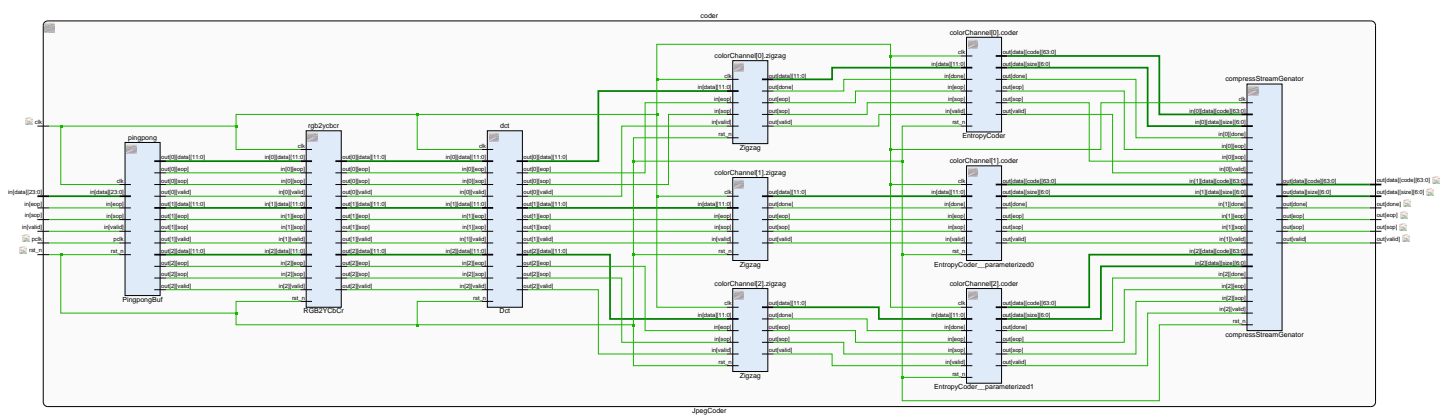 coder
clk
in[data][23:0]
in[eop]
in[sop]
in[valid]
pclk
rst_n
pingpong
clk
in[data][23:0]
in[eop]
in[sop]
in[valid]
pclk
rst_n
out[0][data][11:0]
out[0][eop]
out[0][sop]
out[0][valid]
out[1][data][11:0]
out[1][eop]
out[1][sop]
out[1][valid]
out[2][data][11:0]
out[2][eop]
out[2][sop]
out[2][valid]
PingpongBuf
rgb2ycbcr
clk
in[0][data][11:0]
in[0][eop]
in[0][sop]
in[0][valid]
in[1][data][11:0]
in[1][eop]
in[1][sop]
in[1][valid]
in[2][data][11:0]
in[2][eop]
in[2][sop]
in[2][valid]
rst_n
out[0][data][11:0]
out[0][eop]
out[0][sop]
out[0][valid]
out[1][data][11:0]
out[1][eop]
out[1][sop]
out[1][valid]
out[2][data][11:0]
out[2][eop]
out[2][sop]
out[2][valid]
RGB2YCbCr
dct
clk
in[0][data][11:0]
in[0][eop]
in[0][sop]
in[0][valid]
in[1][data][11:0]
in[1][eop]
in[1][sop]
in[1][valid]
in[2][data][11:0]
in[2][eop]
in[2][sop]
in[2][valid]
rst_n
out[0][data][11:0]
out[0][eop]
out[0][sop]
out[0][valid]
out[1][data][11:0]
out[1][eop]
out[1][sop]
out[1][valid]
out[2][data][11:0]
out[2][eop]
out[2][sop]
out[2][valid]
Dct
colorChannel[0].zigzag
clk
in[data][11:0]
in[eop]
in[sop]
in[valid]
rst_n
out[data][11:0]
out[done]
out[eop]
out[sop]
out[valid]
Zigzag
colorChannel[1].zigzag
clk
in[data][11:0]
in[eop]
in[sop]
in[valid]
rst_n
out[data][11:0]
out[done]
out[eop]
out[sop]
out[valid]
Zigzag
colorChannel[2].zigzag
clk
in[data][11:0]
in[eop]
in[sop]
in[valid]
rst_n
out[data][11:0]
out[done]
out[eop]
out[sop]
out[valid]
Zigzag
colorChannel[0].coder
clk
in[data][11:0]
in[done]
in[eop]
in[sop]
in[valid]
rst_n
out[data][code][63:0]
out[data][size][6:0]
out[done]
out[eop]
out[sop]
out[valid]
EntropyCoder
colorChannel[1].coder
clk
in[data][11:0]
in[done]
in[eop]
in[sop]
in[valid]
rst_n
out[data][code][63:0]
out[data][size][6:0]
out[done]
out[eop]
out[sop]
out[valid]
EntropyCoder__parameterized0
colorChannel[2].coder
clk
in[data][11:0]
in[done]
in[eop]
in[sop]
in[valid]
rst_n
out[data][code][63:0]
out[data][size][6:0]
out[done]
out[eop]
out[sop]
out[valid]
EntropyCoder__parameterized1
compressStreamGenator
clk
in[0][data][code][63:0]
in[0][data][size][6:0]
in[0][done]
in[0][eop]
in[0][sop]
in[0][valid]
in[1][data][code][63:0]
in[1][data][size][6:0]
in[1][done]
in[1][eop]
in[1][sop]
in[1][valid]
in[2][data][code][63:0]
in[2][data][size][6:0]
in[2][done]
in[2][eop]
in[2][sop]
in[2][valid]
rst_n
out[data][code][63:0]
out[data][size][6:0]
out[done]
out[eop]
out[sop]
out[valid]
compressStreamGenator
out[data][code][63:0]
out[data][size][6:0]
out[done]
out[eop]
out[sop]
out[valid]
JpegCoder